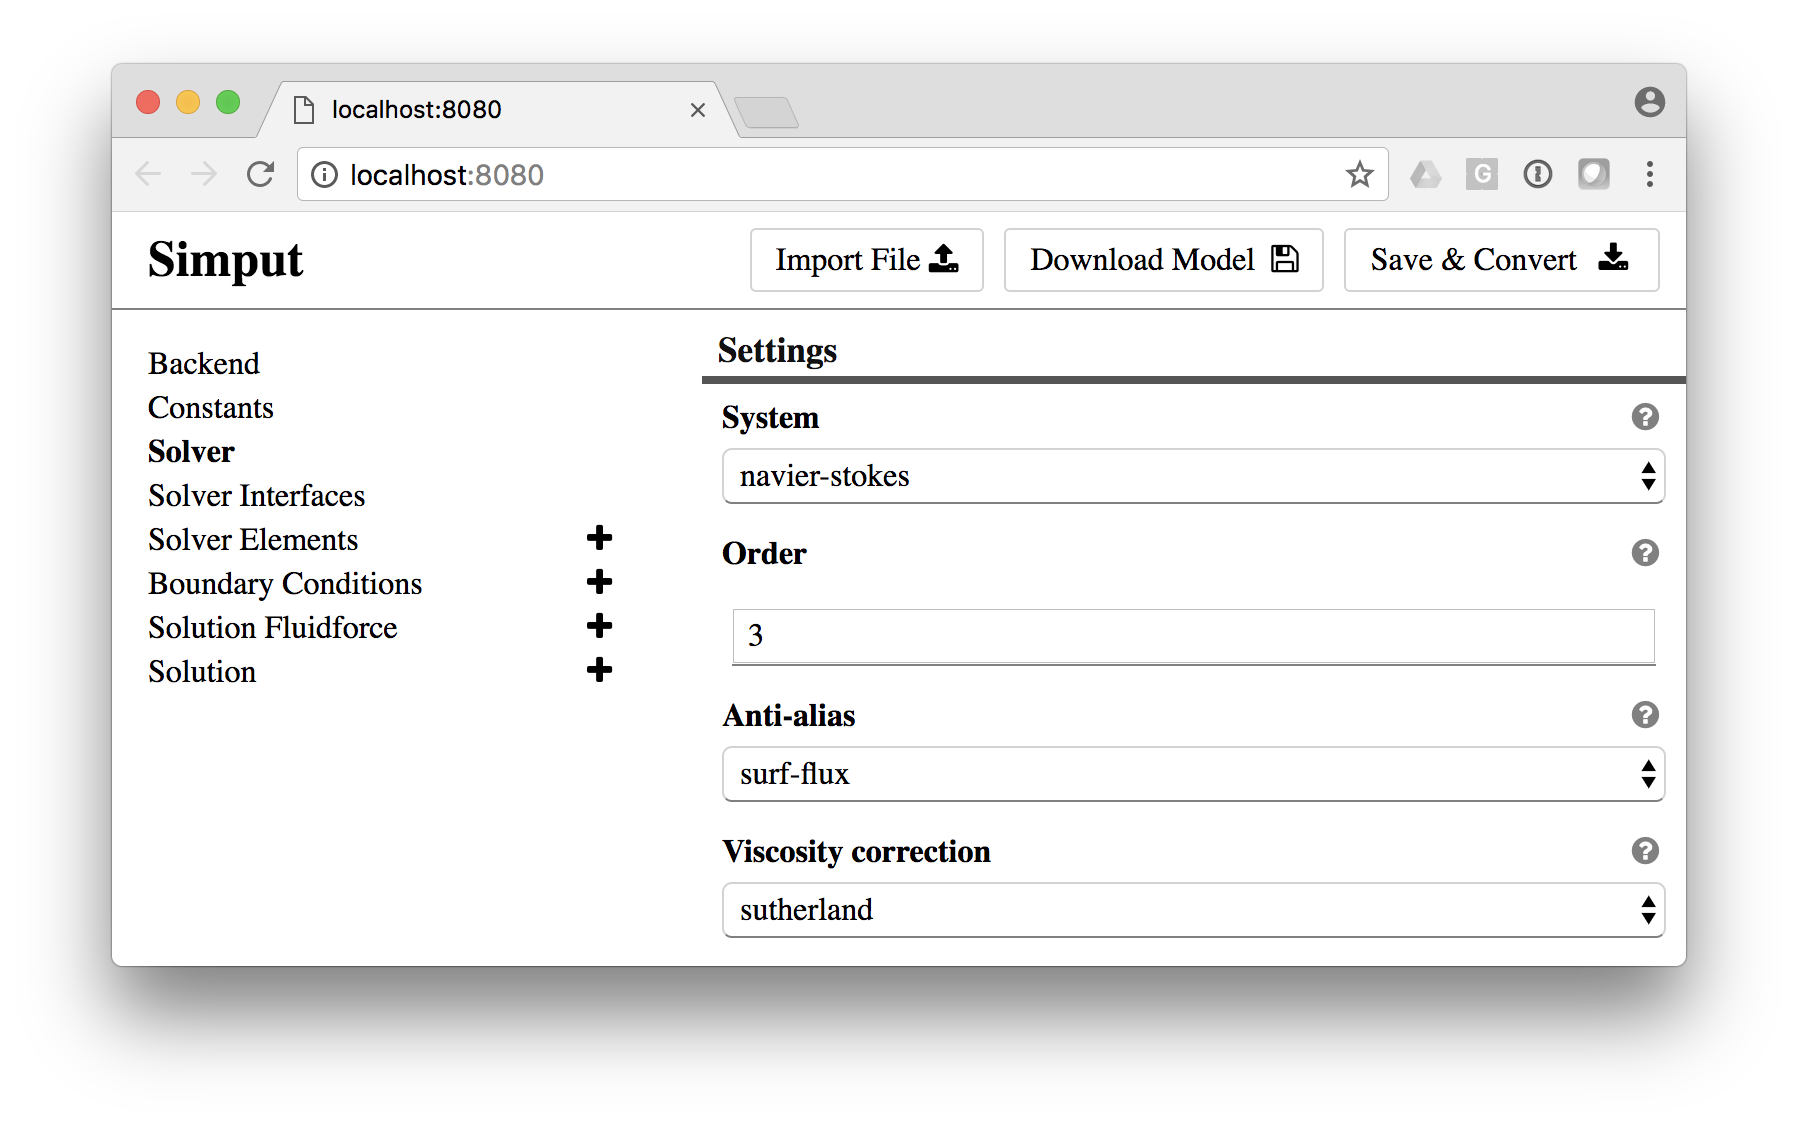 localhost:8080
localhost:8080
G
Simput
Import File
Download Model
Save & Convert
Backend
Constants
Solver
Solver Interfaces
Solver Elements
Boundary Conditions
Solution Fluidforce
Solution
Settings
System
navier-stokes
Order
3
Anti-alias
surf-flux
Viscosity correction
sutherland